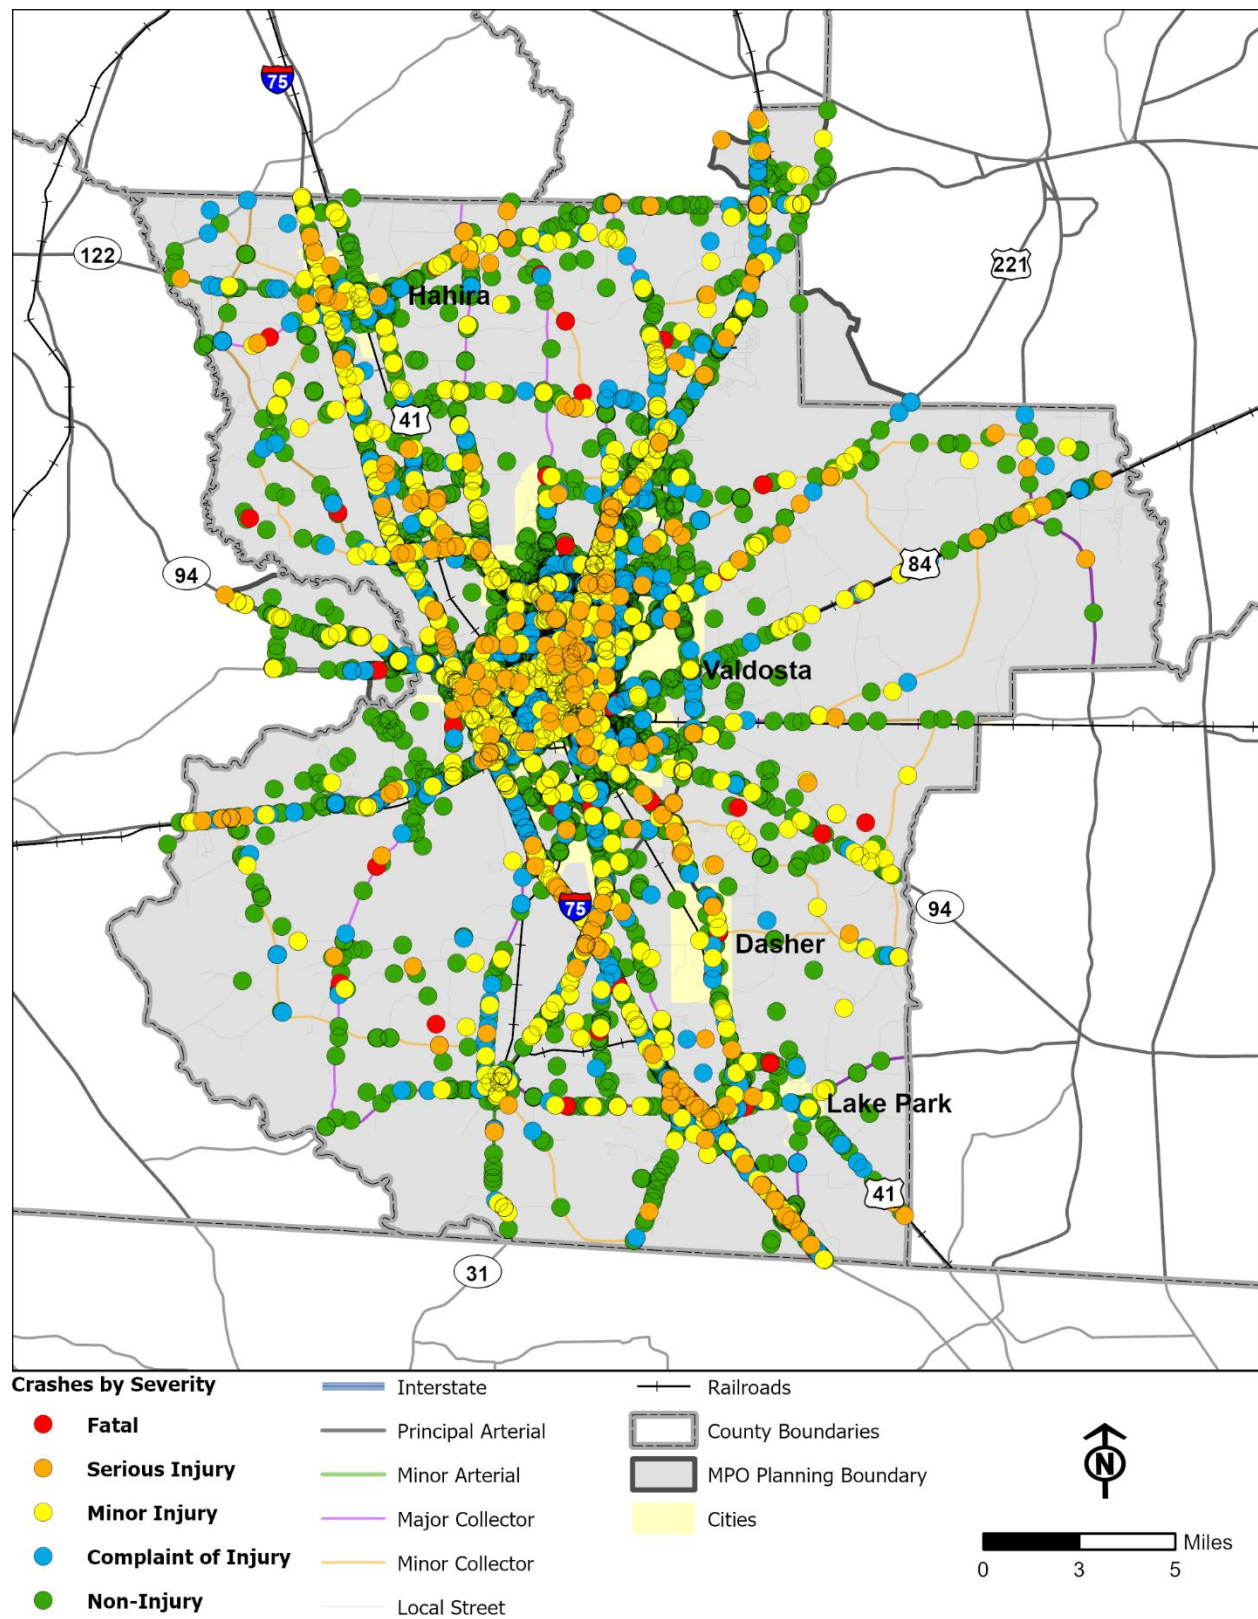 75
122
221
Hahira
41
94
84
Valdosta
75
94
Dasher
Lake Park
41
31
Crashes by Severity
Fatal
Serious Injury
Minor Injury
Complaint of Injury
Non-Injury
Interstate
Principal Arterial
Minor Arterial
Major Collector
Minor Collector
Local Street
Railroads
County Boundaries
MPO Planning Boundary
Cities
N
Miles
0 3 5